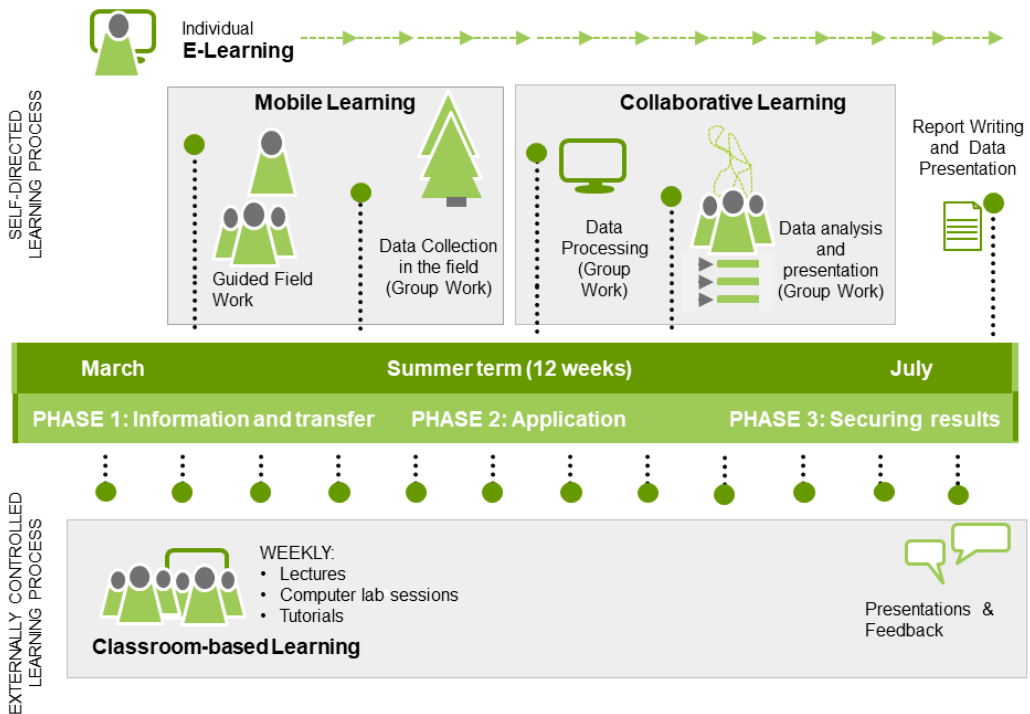 Individual
E-Learning
SELF-DIRECTED
LEARNING PROCESS
Mobile Learning
Guided Field
Work
Data Collection
in the field
(Group Work)
Collaborative Learning
Data
Processing
(Group
Work)
Data analysis
and
presentation
(Group Work)
Report Writing
and Data
Presentation
March
Summer term (12 weeks)
July
PHASE 1: Information and transfer
PHASE 2: Application
PHASE 3: Securing results
EXTERNALLY CONTROLLED
LEARNING PROCESS
WEEKLY:
• Lectures
• Computer lab sessions
• Tutorials
Classroom-based Learning
Presentations &
Feedback